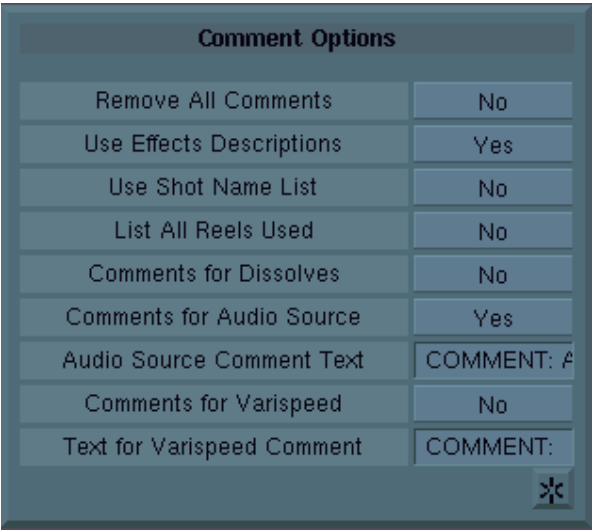 Comment Options
Remove All Comments No
Use Effects Descriptions Yes
Use Shot Name List No
List All Reels Used No
Comments for Dissolves No
Comments for Audio Source Yes
Audio Source Comment Text COMMENT: A
Comments for Varispeed No
Text for Varispeed Comment COMMENT: